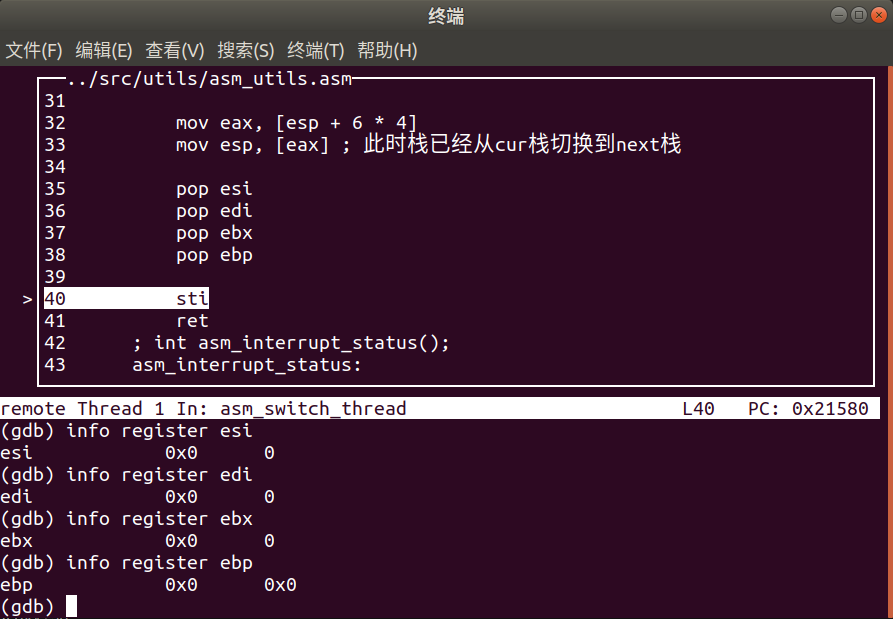 终端
文件(F) 编辑(E) 查看(V) 搜索(S) 终端(T) 帮助(H)
../src/utils/asm_utils.asm
31
32 mov eax, [esp + 6 * 4]
33 mov esp, [eax] ; 此时栈已经从cur栈切换到next栈
34
35 pop esi
36 pop edi
37 pop ebx
38 pop ebp
39
> 40 sti
41 ret
42 ; int asm_interrupt_status();
43 asm_interrupt_status:
remote Thread 1 In: asm_switch_thread L40 PC: 0x21580
(gdb) info register esi
esi 0x0 0
(gdb) info register edi
edi 0x0 0
(gdb) info register ebx
ebx 0x0 0
(gdb) info register ebp
ebp 0x0 0x0
(gdb)